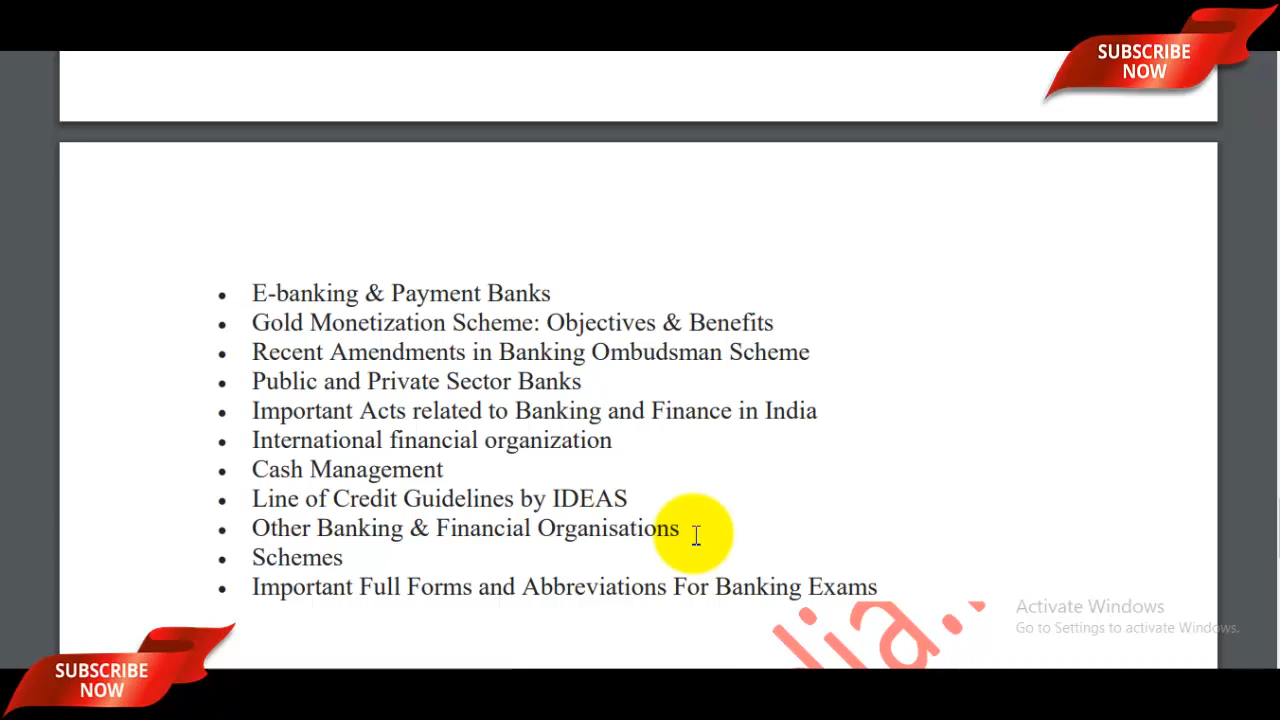 SUBSCRIBE
NOW
E-banking & Payment Banks
Gold Monetization Scheme: Objectives & Benefits
Recent Amendments in Banking Ombudsman Scheme
Public and Private Sector Banks
Important Acts related to Banking and Finance in India
International financial organization
Cash Management
Line of Credit Guidelines by IDEAS
Other Banking & Financial Organisations
Schemes
Important Full Forms and Abbreviations For Banking Exams
Activate Windows
Go to Settings to activate Windows.
SUBSCRIBE
NOW